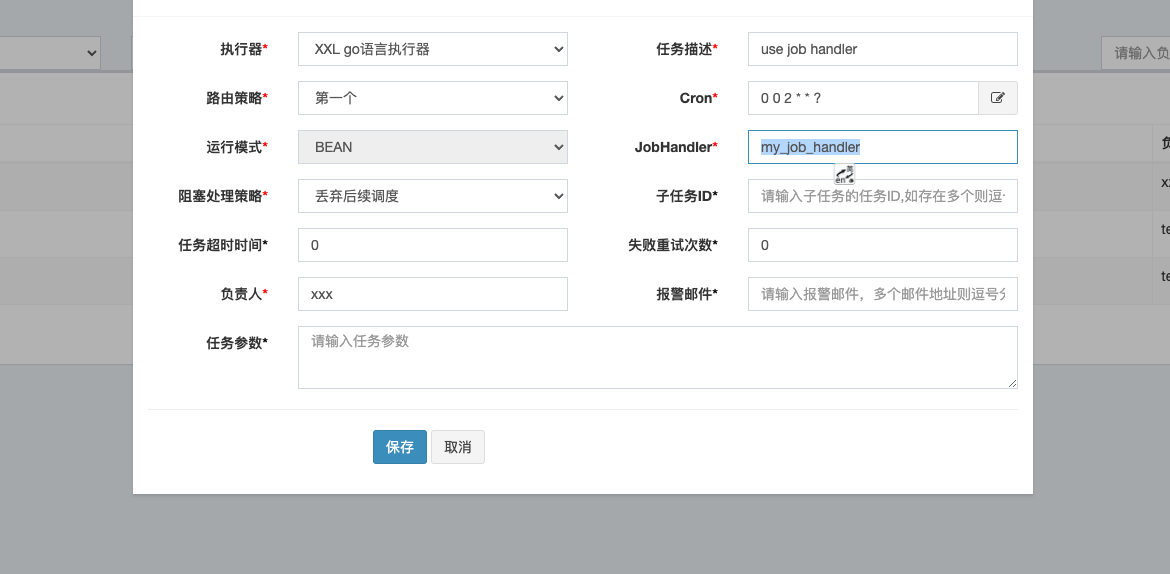 请输入负
执行器* XXL go语言执行器 任务描述* use job handler
路由策略* 第一个 Cron* 0 0 2 * * ?
运行模式* BEAN JobHandler* my_job_handler
阻塞处理策略* 丢弃后续调度 子任务ID* 请输入子任务的任务ID,如存在多个则逗
任务超时时间* 0 失败重试次数* 0
负责人* xxx 报警邮件* 请输入报警邮件，多个邮件地址则逗号分
任务参数* 请输入任务参数
保存 取消